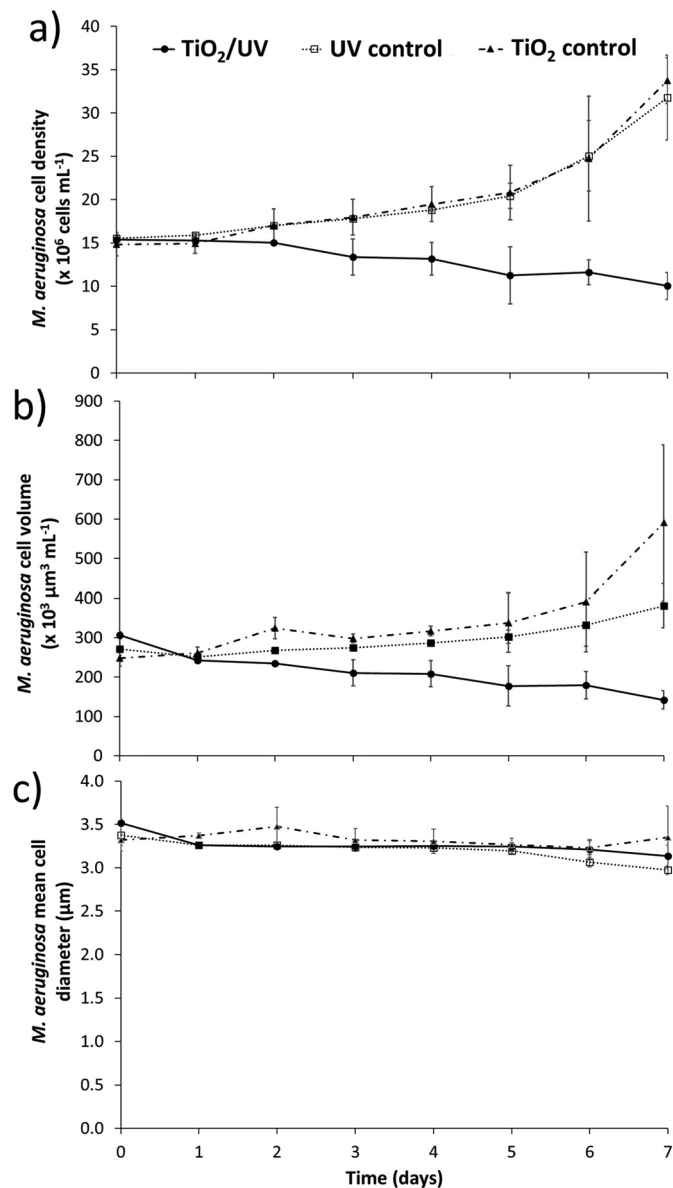 a)
TiO₂/UV UV control TiO₂ control
M. aeruginosa cell density
(x 10⁶ cells mL⁻¹)
40
35
30
25
20
15
10
5
0
b)
M. aeruginosa cell volume
(x 10³ µm³ mL⁻¹)
900
800
700
600
500
400
300
200
100
0
c)
M. aeruginosa mean cell
diameter (µm)
4.0
3.5
3.0
2.5
2.0
1.5
1.0
0.5
0.0
0 1 2 3 4 5 6 7
Time (days)